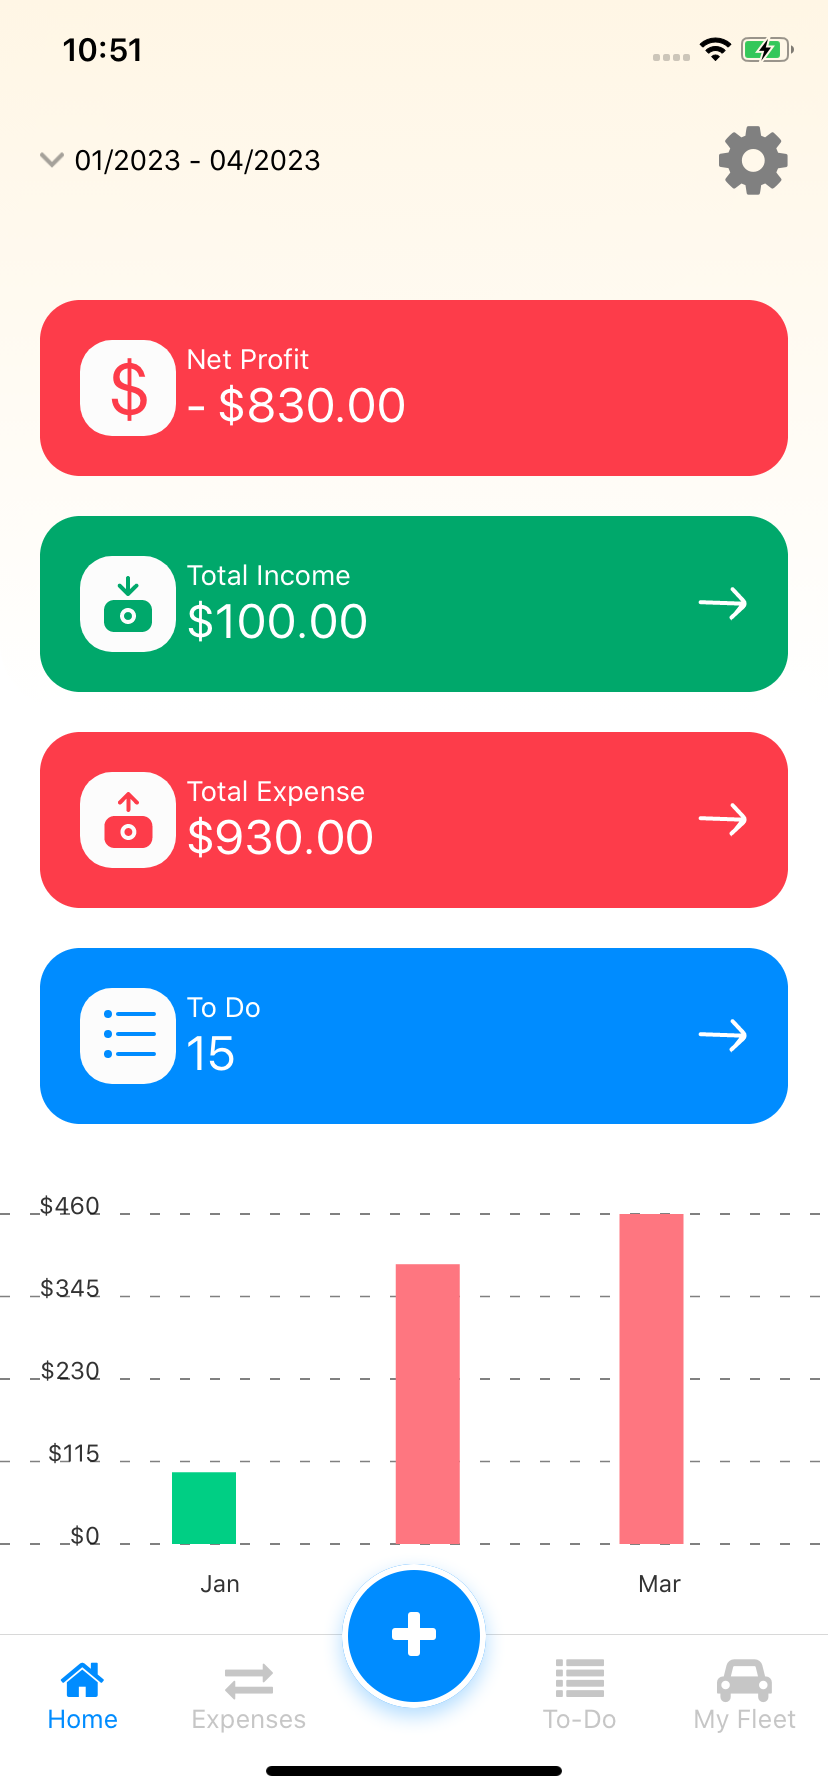 10:51
01/2023 - 04/2023
$
Net Profit
- $830.00
Total Income
$100.00
Total Expense
$930.00
To Do
15
$460
$345
$230
$115
$0
Jan
Mar
Home
Expenses
To-Do
My Fleet